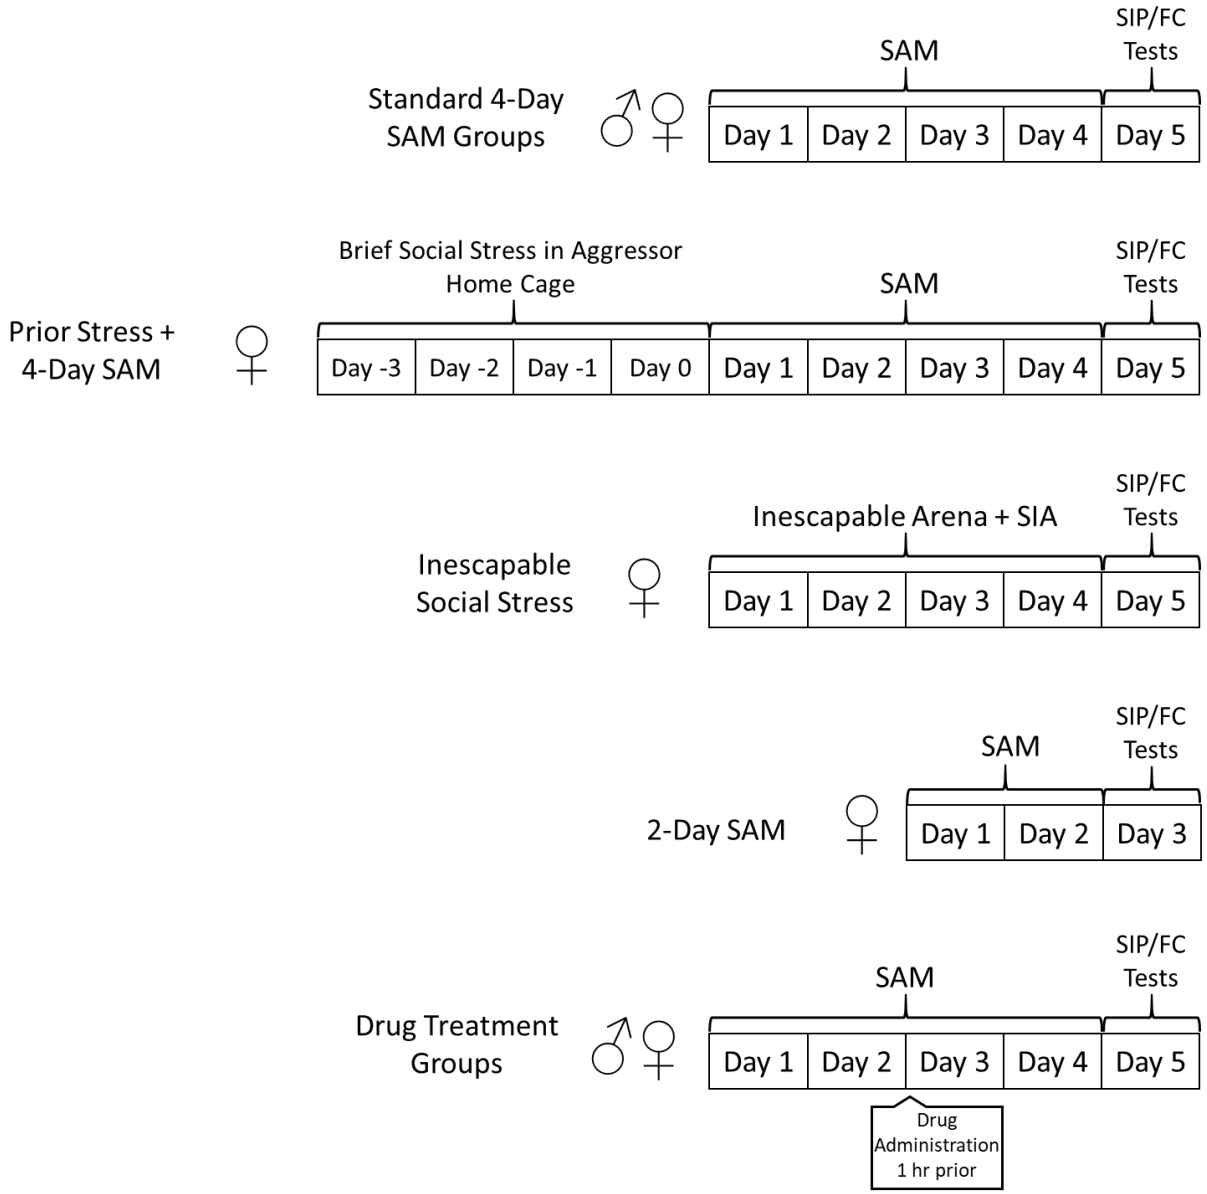 SIP/FC
Tests
SAM
Standard 4-Day
SAM Groups
Day 1 Day 2 Day 3 Day 4 Day 5
Brief Social Stress in Aggressor
Home Cage
SAM
SIP/FC
Tests
Prior Stress +
4-Day SAM
Day -3 Day -2 Day -1 Day 0 Day 1 Day 2 Day 3 Day 4 Day 5
Inescapable Arena + SIA
SIP/FC
Tests
Inescapable
Social Stress
Day 1 Day 2 Day 3 Day 4 Day 5
SAM
SIP/FC
Tests
2-Day SAM
Day 1 Day 2 Day 3
SAM
SIP/FC
Tests
Drug Treatment
Groups
Day 1 Day 2 Day 3 Day 4 Day 5
Drug
Administration
1 hr prior